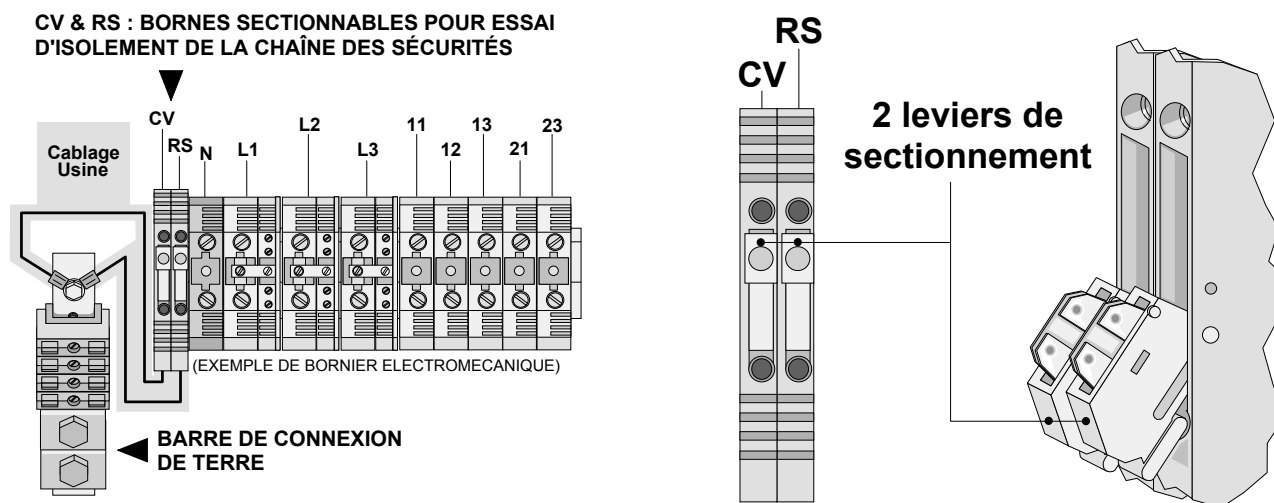 CV & RS : BORNES SECTIONNABLES POUR ESSAI
D'ISOLEMENT DE LA CHAÎNE DES SÉCURITÉS
CV
RS
N
L1
L2
L3
11
12
13
21
23
Cablage
Usine
(EXEMPLE DE BORNIER ELECTROMECANIQUE)
BARRE DE CONNEXION
DE TERRE
RS
CV
2 leviers de
sectionnement